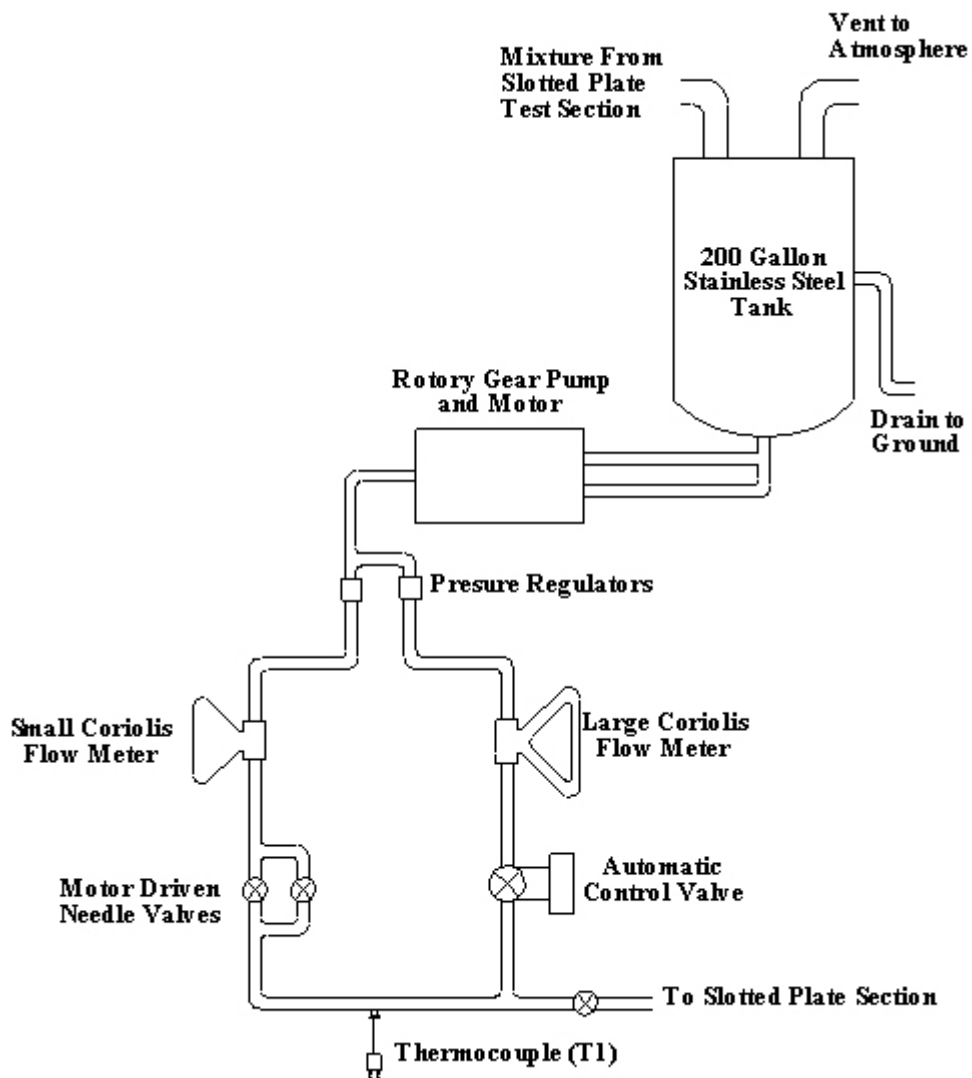 Vent to
Atmosphere
Mixture From
Slotted Plate
Test Section
200 Gallon
Stainless Steel
Tank
Rotory Gear Pump
and Motor
Drain to
Ground
Presure Regulators
Small Coriolis
Flow Meter
Large Coriolis
Flow Meter
Motor Driven
Needle Valves
Automatic
Control Valve
To Slotted Plate Section
Thermocouple (T1)